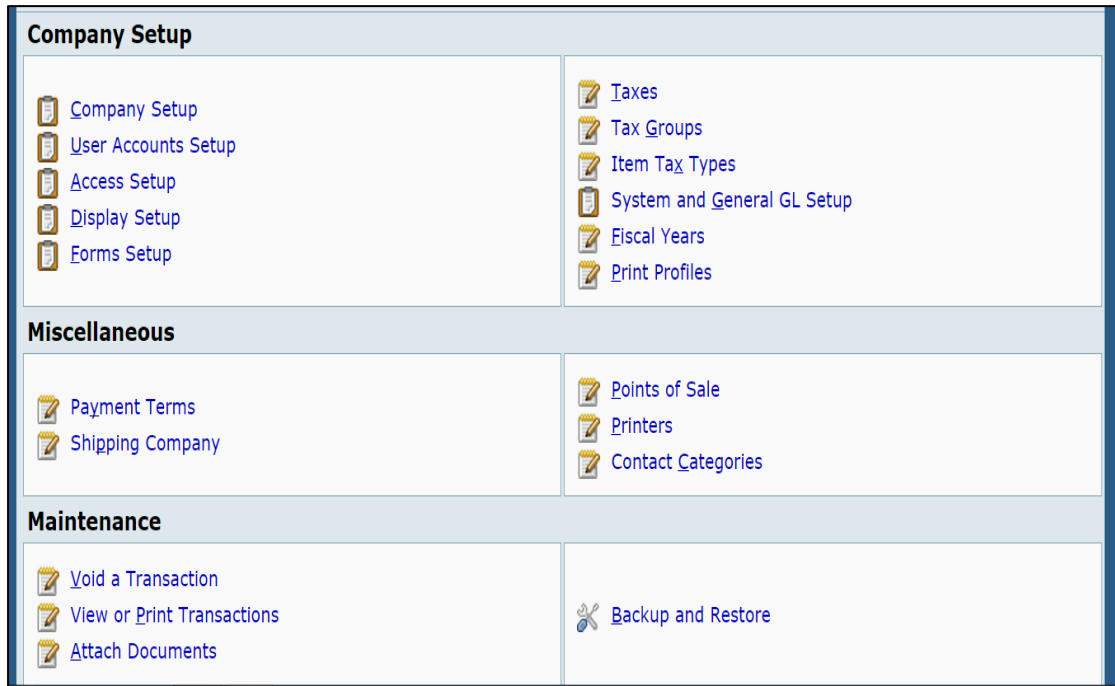 Company Setup
Company Setup
User Accounts Setup
Access Setup
Display Setup
Forms Setup
Taxes
Tax Groups
Item Tax Types
System and General GL Setup
Fiscal Years
Print Profiles
Miscellaneous
Payment Terms
Shipping Company
Points of Sale
Printers
Contact Categories
Maintenance
Void a Transaction
View or Print Transactions
Attach Documents
Backup and Restore